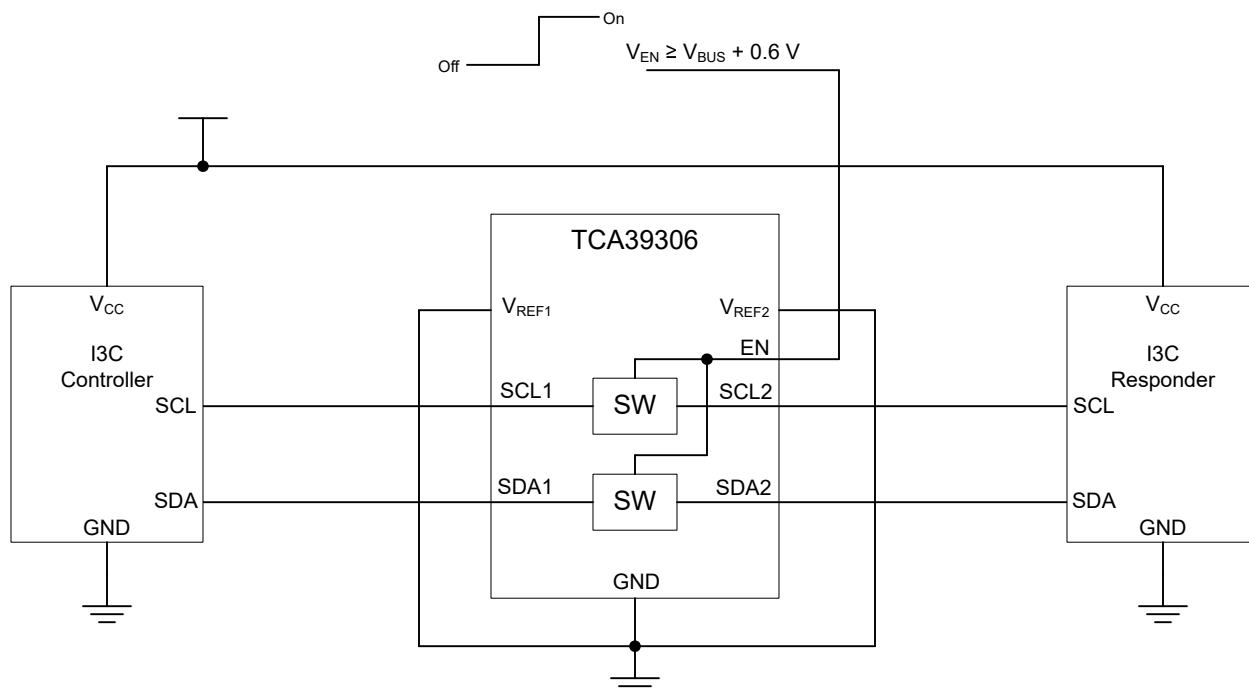 On
Off
V_EN ≥ V_BUS + 0.6 V
TCA39306
V_CC
I3C
Controller
SCL
SDA
GND
V_REF1
V_REF2
EN
SCL1
SW
SCL2
SDA1
SW
SDA2
GND
V_CC
I3C
Responder
SCL
SDA
GND